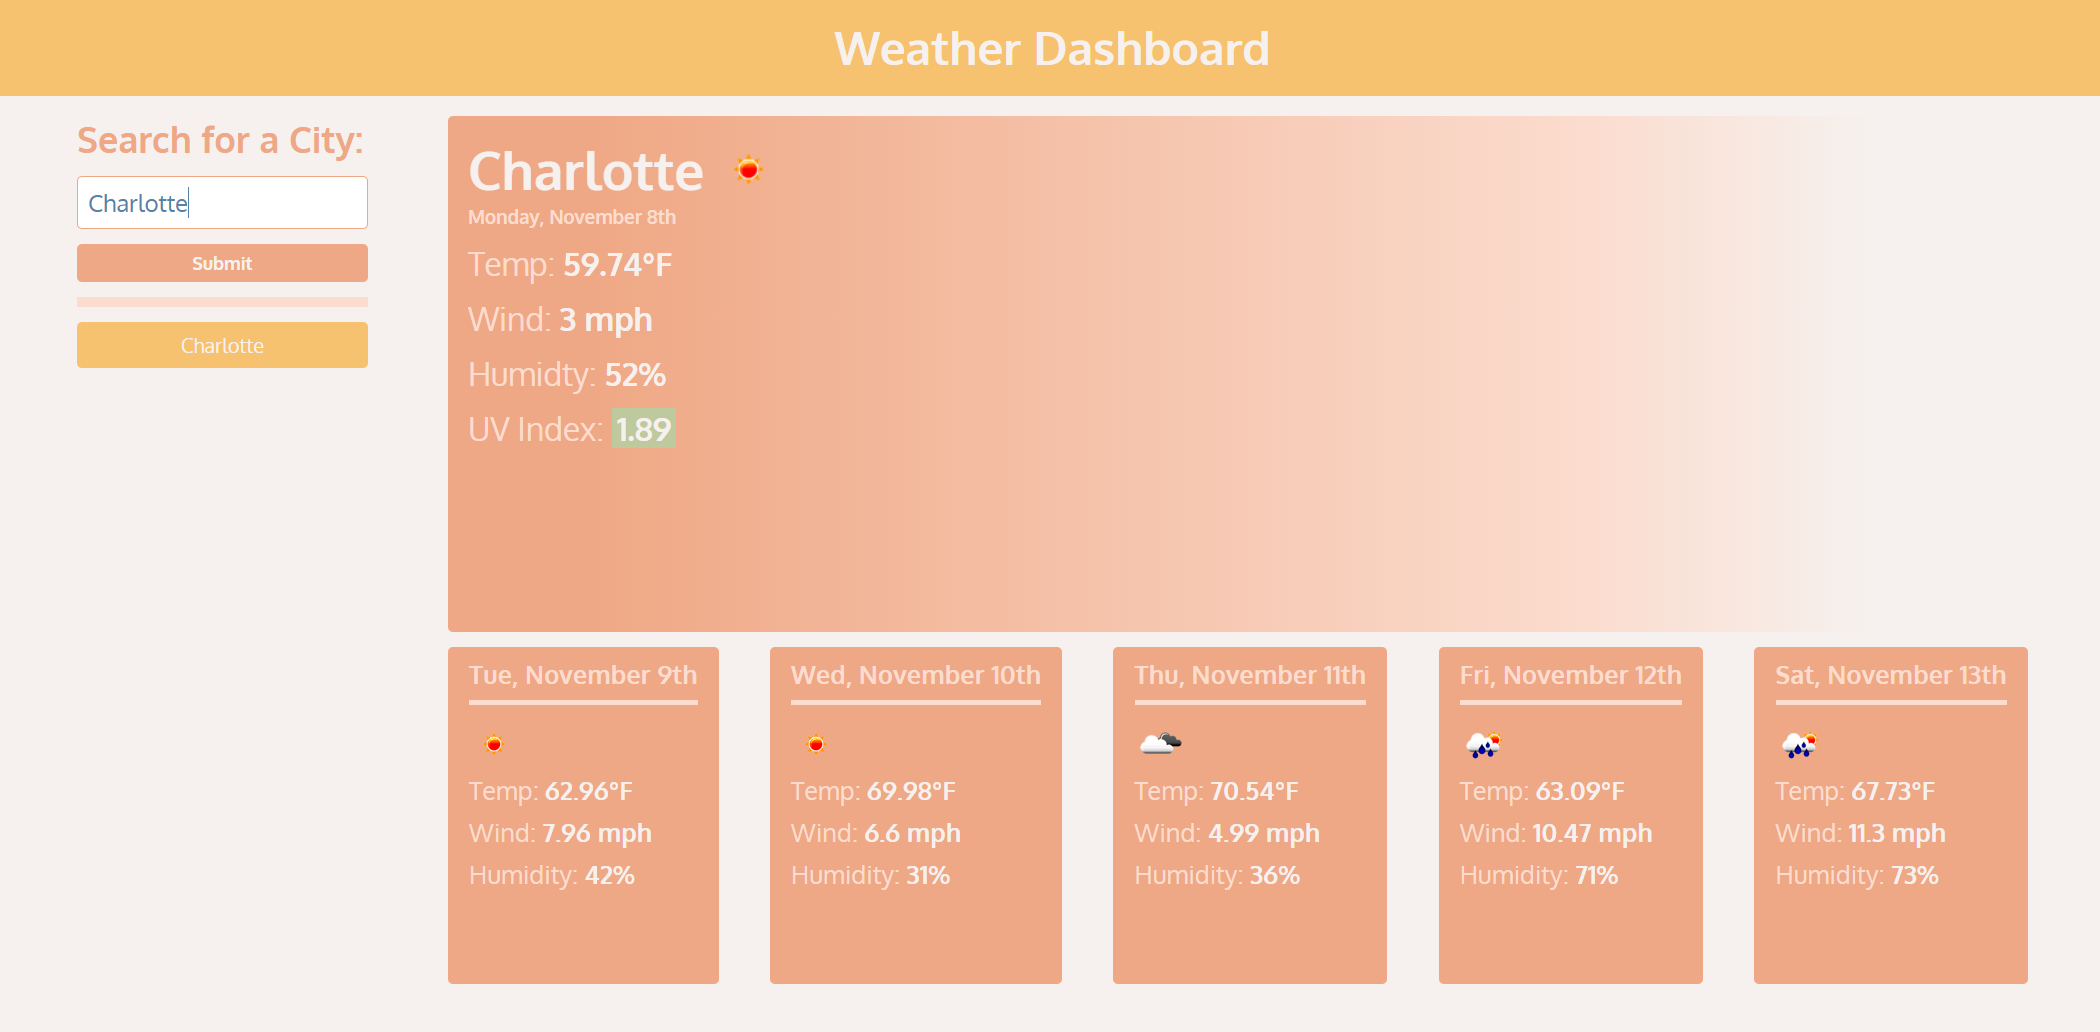 Weather Dashboard
Search for a City:
Charlotte
Submit
Charlotte
Charlotte
Monday, November 8th
Temp: 59.74°F
Wind: 3 mph
Humidty: 52%
UV Index: 1.89
Tue, November 9th
Temp: 62.96°F
Wind: 7.96 mph
Humidity: 42%
Wed, November 10th
Temp: 69.98°F
Wind: 6.6 mph
Humidity: 31%
Thu, November 11th
Temp: 70.54°F
Wind: 4.99 mph
Humidity: 36%
Fri, November 12th
Temp: 63.09°F
Wind: 10.47 mph
Humidity: 71%
Sat, November 13th
Temp: 67.73°F
Wind: 11.3 mph
Humidity: 73%